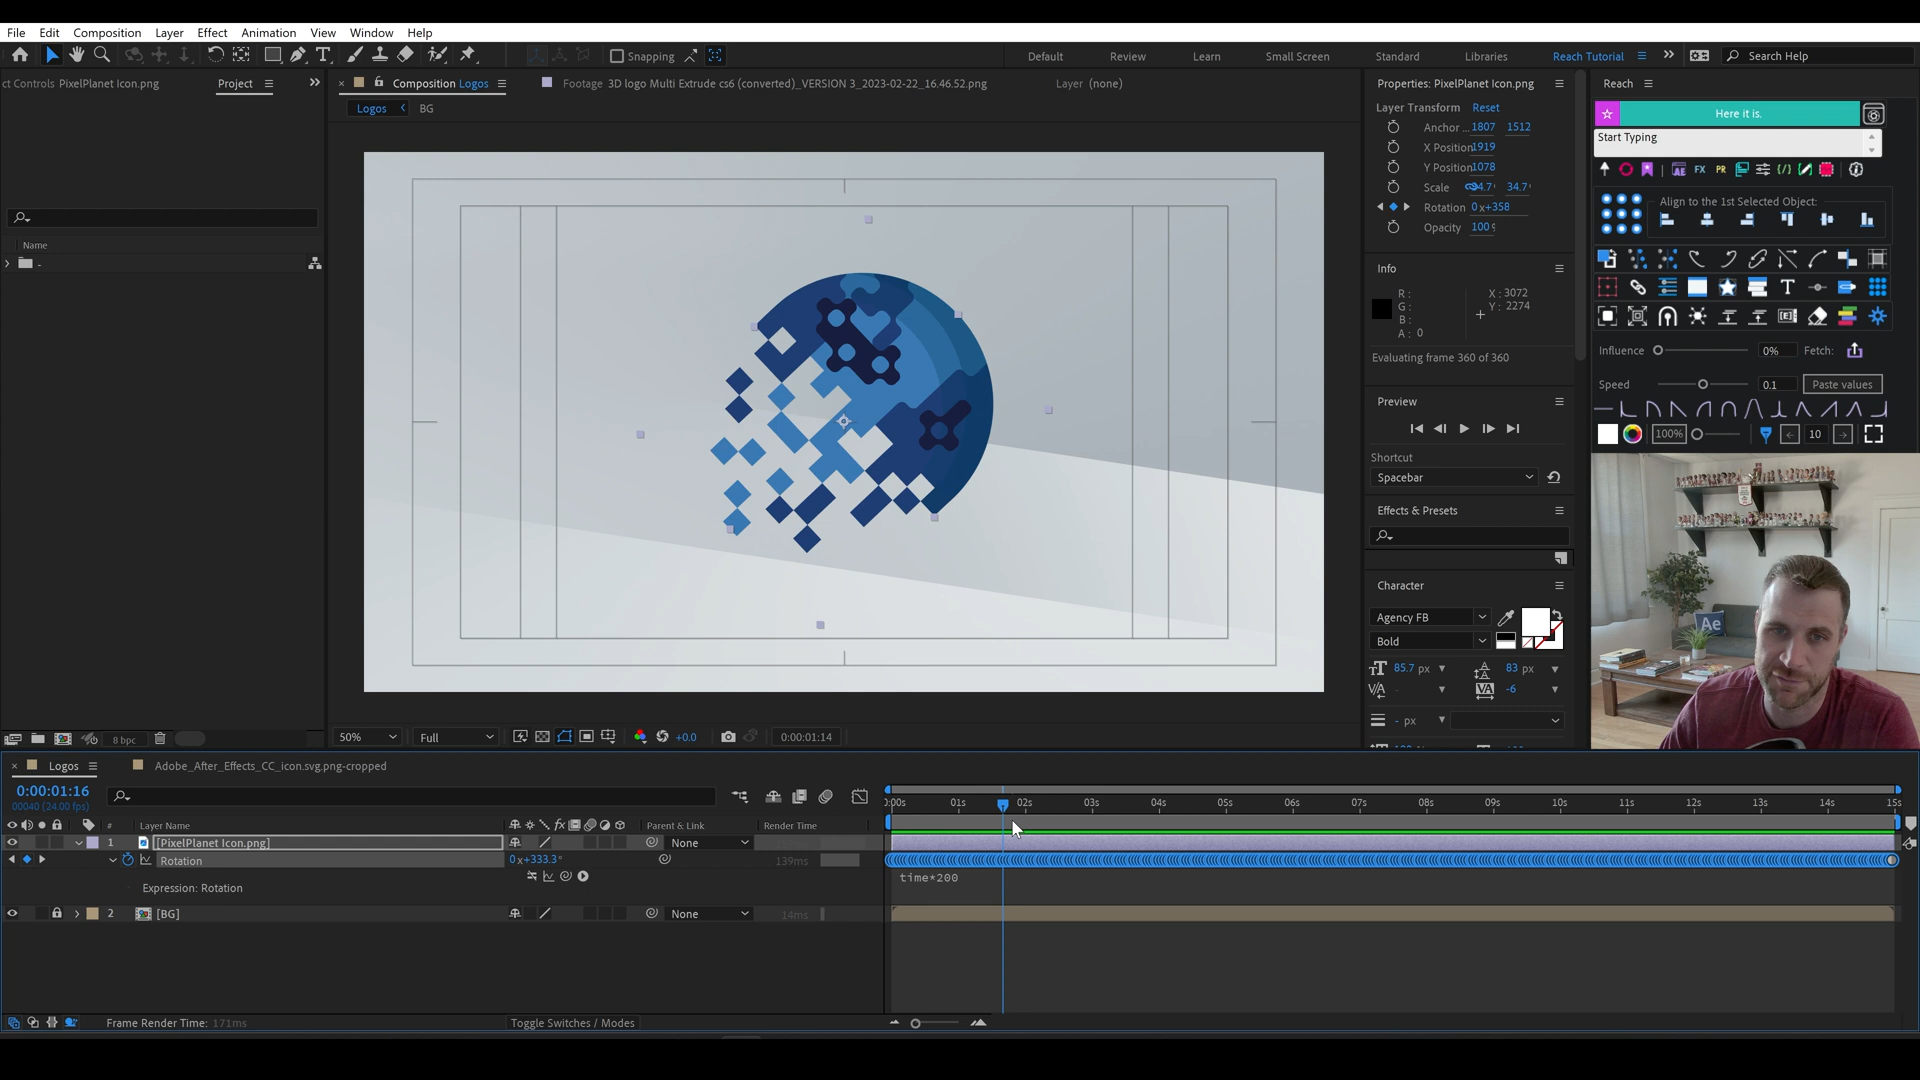 File Edit Composition Layer Effect Animation View Window Help
Snapping
Default Review Learn Small Screen Standard Libraries Reach Tutorial Search Help
ct Controls PixelPlanet Icon.png Project
Composition Logos Footage 3D logo Multi Extrude cs6 (converted)_VERSION 3_2023-02-22_16.46.52.png Layer (none)
Logos BG
Name
-
Properties: PixelPlanet Icon.png
Layer Transform Reset
Anchor ... 1807 1512
X Position 1919
Y Position 1078
Scale 34.7
Rotation 0x+358
Opacity 100
Info
R: X: 3072
G: Y: 2274
B:
A: 0
Evaluating frame 360 of 360
Preview
Shortcut
Spacebar
Effects & Presets
Character
Agency FB
Bold
85.7 px 83 px
- -6
- px
Reach
Here it is.
Start Typing
FX PR
Align to the 1st Selected Object:
Influence 0% Fetch:
Speed 0.1 Paste values
100% 10
Ae
8 bpc
50% Full +0.0 0:00:01:14
Logos Adobe_After_Effects_CC_icon.svg.png-cropped
0:00:01:16
00040 (24.00 fps)
:00s 01s 02s 03s 04s 05s 06s 07s 08s 09s 10s 11s 12s 13s 14s 15s
# Layer Name Parent & Link Render Time
1 [PixelPlanet Icon.png] None
Rotation 0x+333.3° 139ms
Expression: Rotation time*200
2 [BG] None 14ms
Frame Render Time: 171ms Toggle Switches / Modes